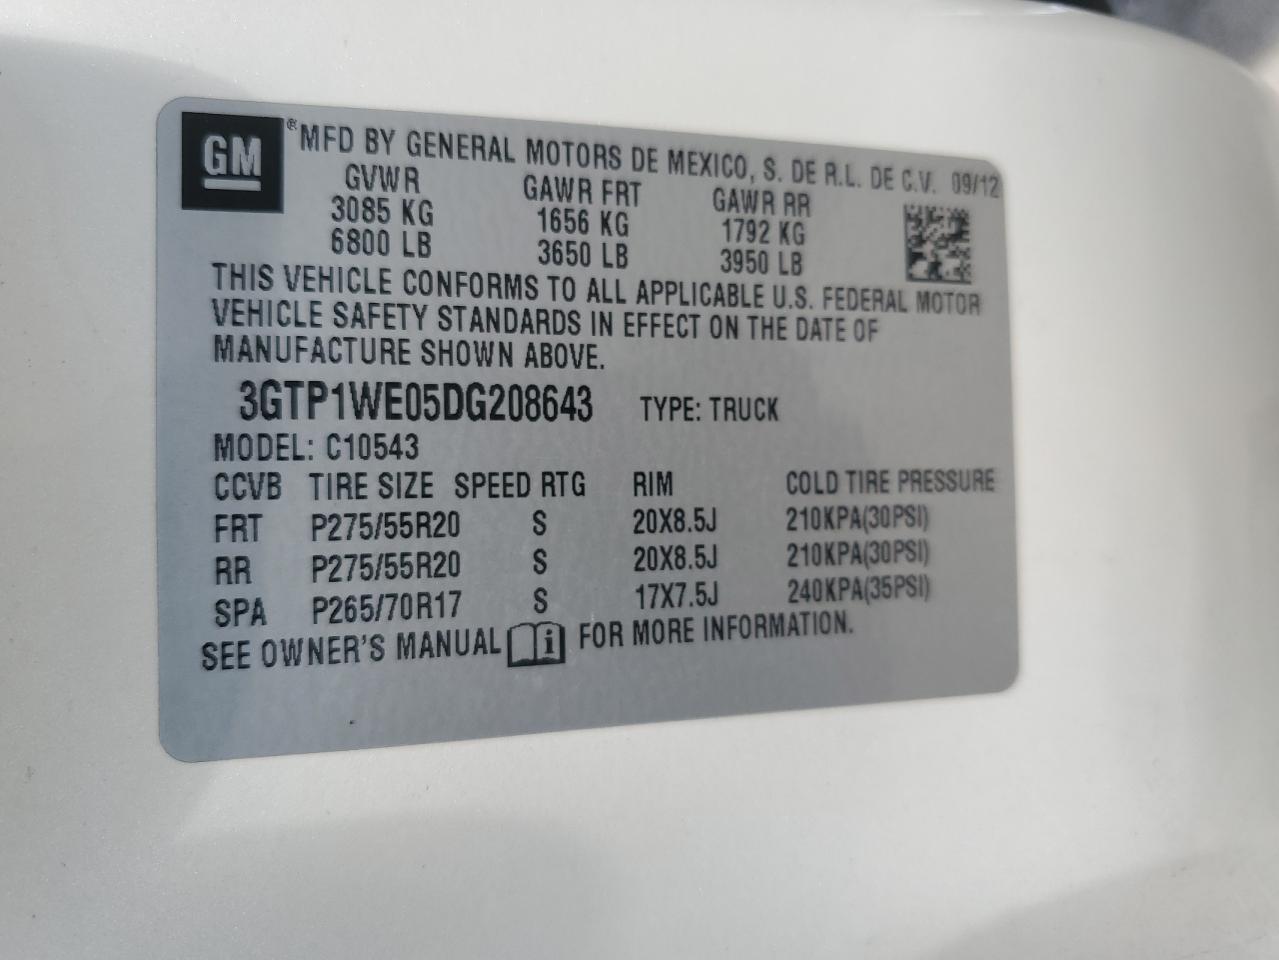 GM ® MFD BY GENERAL MOTORS DE MEXICO, S. DE R.L. DE C.V. 09/12
GVWR GAWR FRT GAWR RR
3085 KG 1656 KG 1792 KG
6800 LB 3650 LB 3950 LB
THIS VEHICLE CONFORMS TO ALL APPLICABLE U.S. FEDERAL MOTOR
VEHICLE SAFETY STANDARDS IN EFFECT ON THE DATE OF
MANUFACTURE SHOWN ABOVE.
3GTP1WE05DG208643 TYPE: TRUCK
MODEL: C10543
CCVB TIRE SIZE SPEED RTG RIM COLD TIRE PRESSURE
FRT P275/55R20 S 20X8.5J 210KPA(30PSI)
RR P275/55R20 S 20X8.5J 210KPA(30PSI)
SPA P265/70R17 S 17X7.5J 240KPA(35PSI)
SEE OWNER'S MANUAL i FOR MORE INFORMATION.